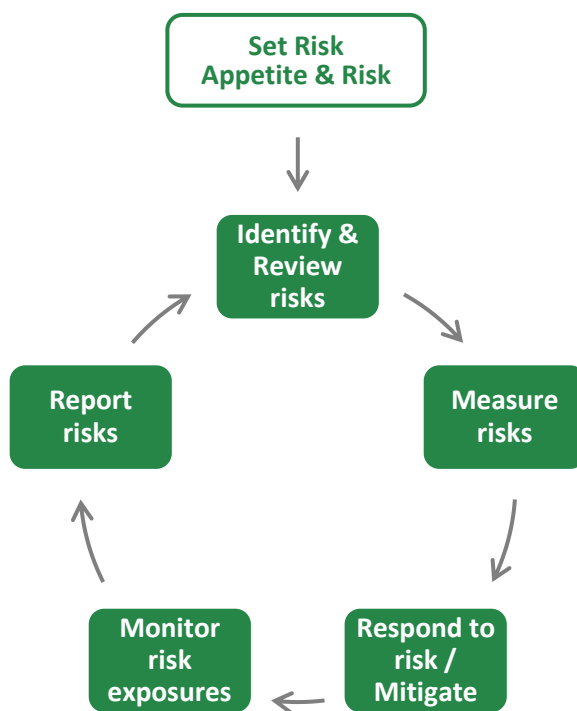 Set Risk
Appetite & Risk
Identify &
Review
risks
Measure
risks
Respond to
risk /
Mitigate
Monitor
risk
exposures
Report
risks